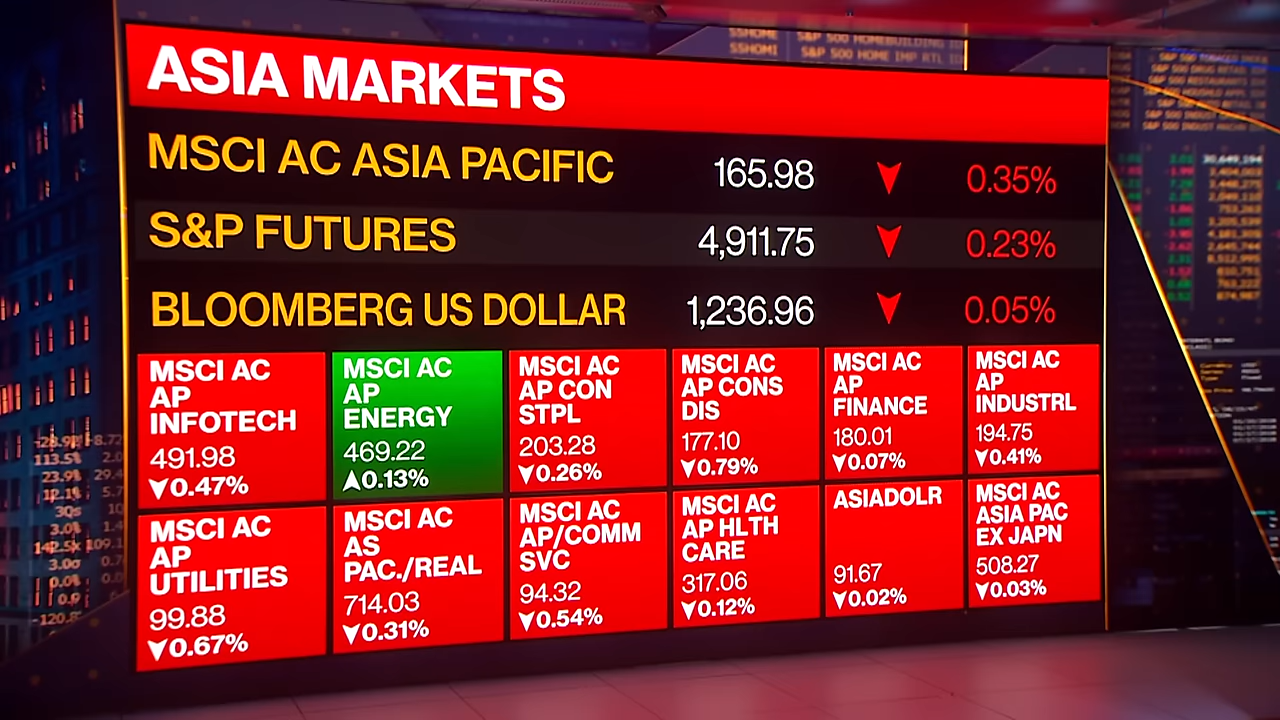 ASIA MARKETS
MSCI AC ASIA PACIFIC 165.98 ▼ 0.35%
S&P FUTURES 4,911.75 ▼ 0.23%
BLOOMBERG US DOLLAR 1,236.96 ▼ 0.05%
MSCI AC
AP
INFOTECH
491.98
▼0.47%
MSCI AC
AP
ENERGY
469.22
▲0.13%
MSCI AC
AP CON
STPL
203.28
▼0.26%
MSCI AC
AP CONS
DIS
177.10
▼0.79%
MSCI AC
AP
FINANCE
180.01
▼0.07%
MSCI AC
AP
INDUSTRL
194.75
▼0.41%
MSCI AC
AP
UTILITIES
99.88
▼0.67%
MSCI AC
AS
PAC./REAL
714.03
▼0.31%
MSCI AC
AP/COMM
SVC
94.32
▼0.54%
MSCI AC
AP HLTH
CARE
317.06
▼0.12%
ASIADOLR
91.67
▼0.02%
MSCI AC
ASIA PAC
EX JAPN
508.27
▼0.03%